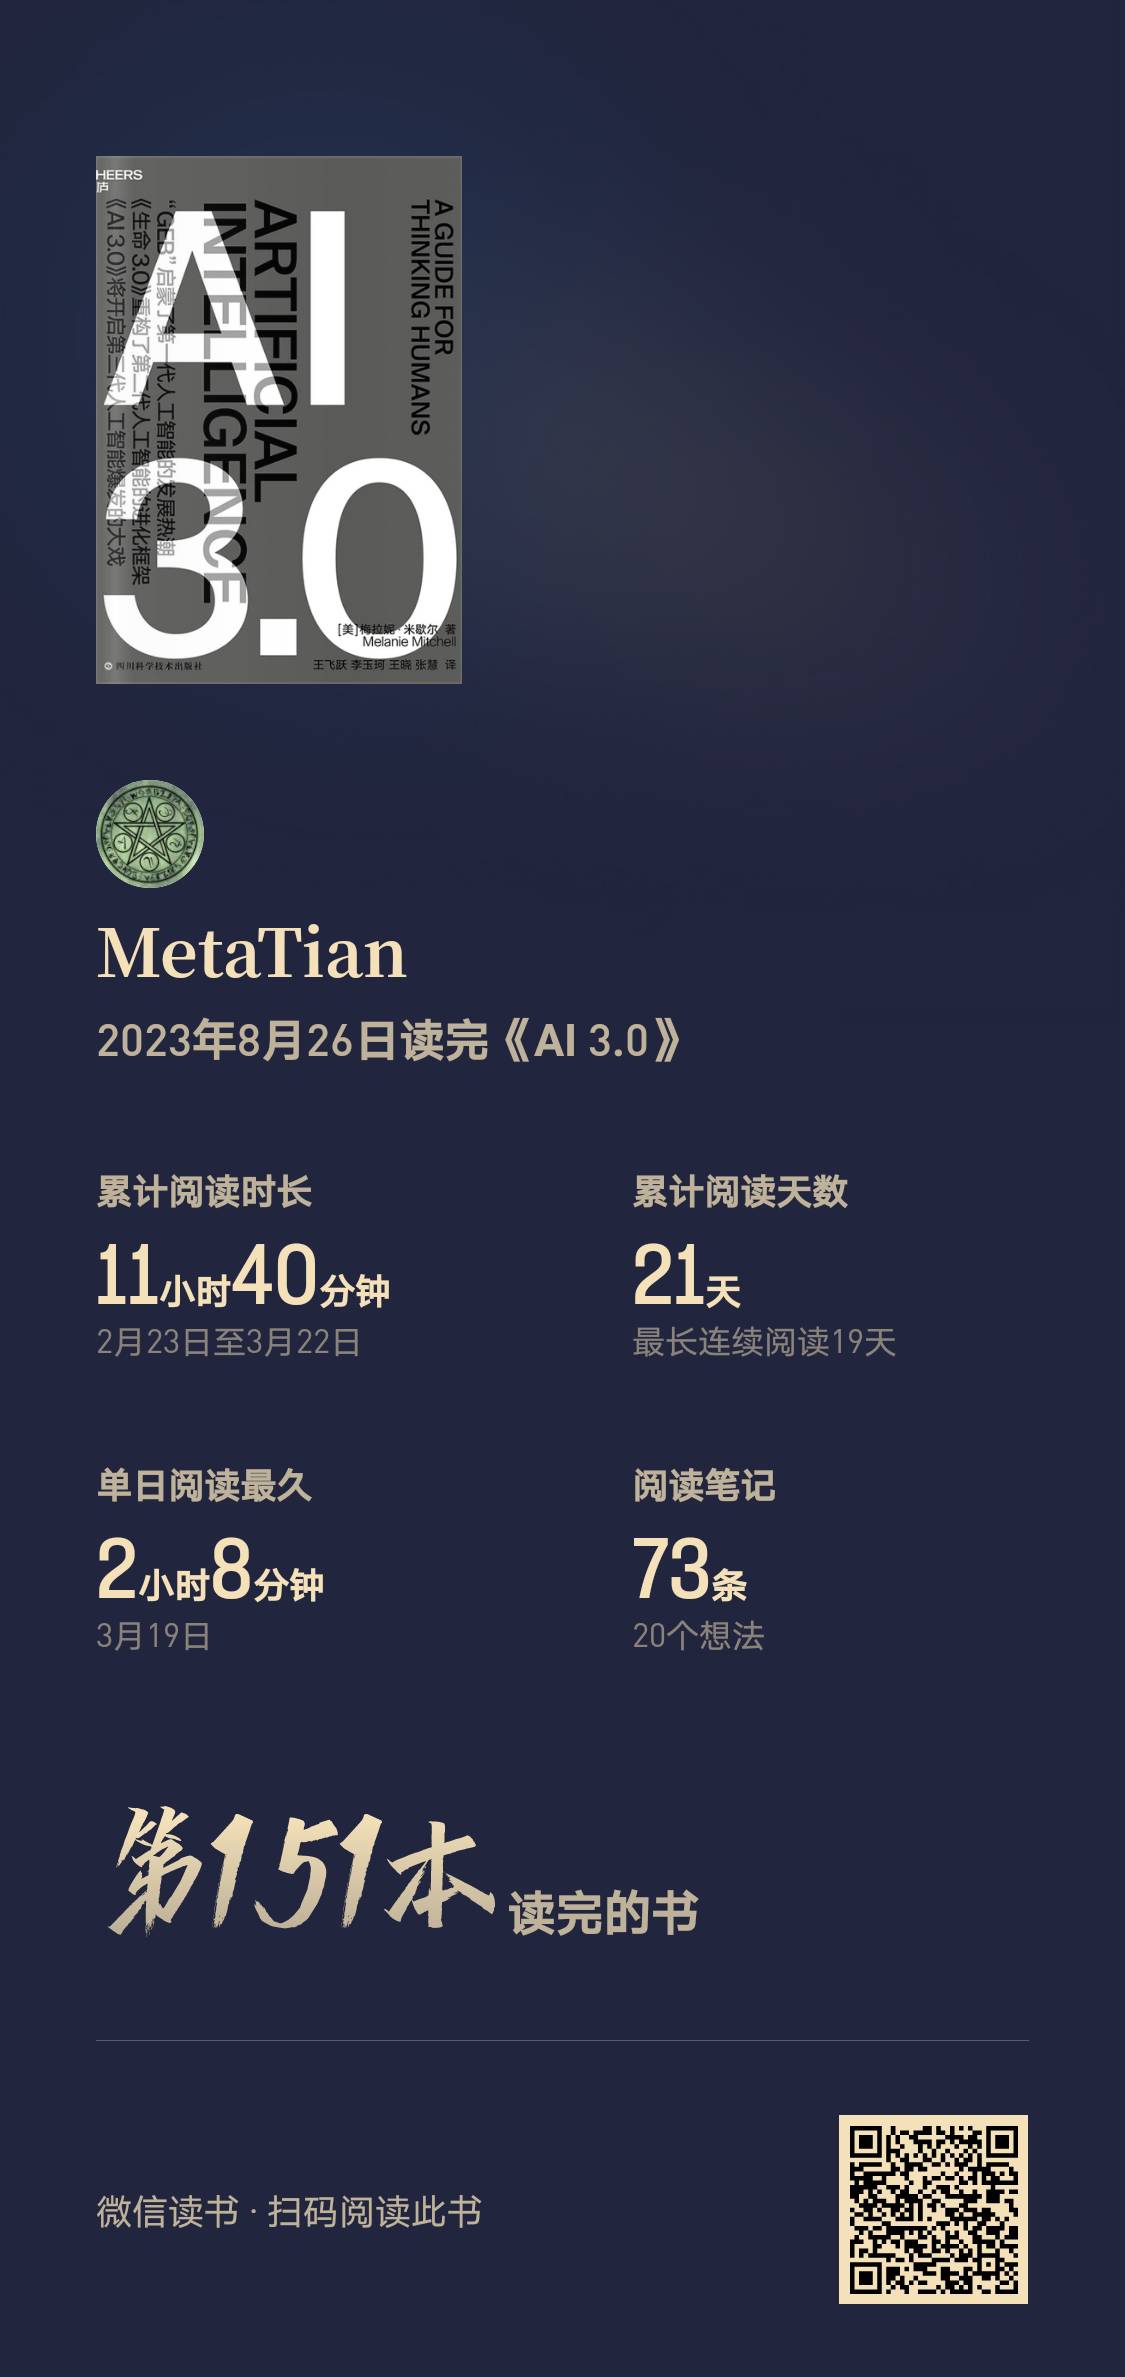 HEERS
庐
AI
3.0
A GUIDE FOR
THINKING HUMANS
ARTIFICIAL
INTELLIGENCE
“GEB”启蒙了第一代人工智能的发展热潮
《生命 3.0》重构了第二代人工智能的进化框架
《AI 3.0》将开启第三代人工智能爆发的大戏
[美]梅拉妮·米歇尔 著
Melanie Mitchell
王飞跃 李玉珂 王晓 张慧 译
四川科学技术出版社
MetaTian
2023年8月26日读完《AI 3.0》
累计阅读时长
11小时40分钟
2月23日至3月22日
累计阅读天数
21天
最长连续阅读19天
单日阅读最久
2小时8分钟
3月19日
阅读笔记
73条
20个想法
第151本 读完的书
微信读书 · 扫码阅读此书